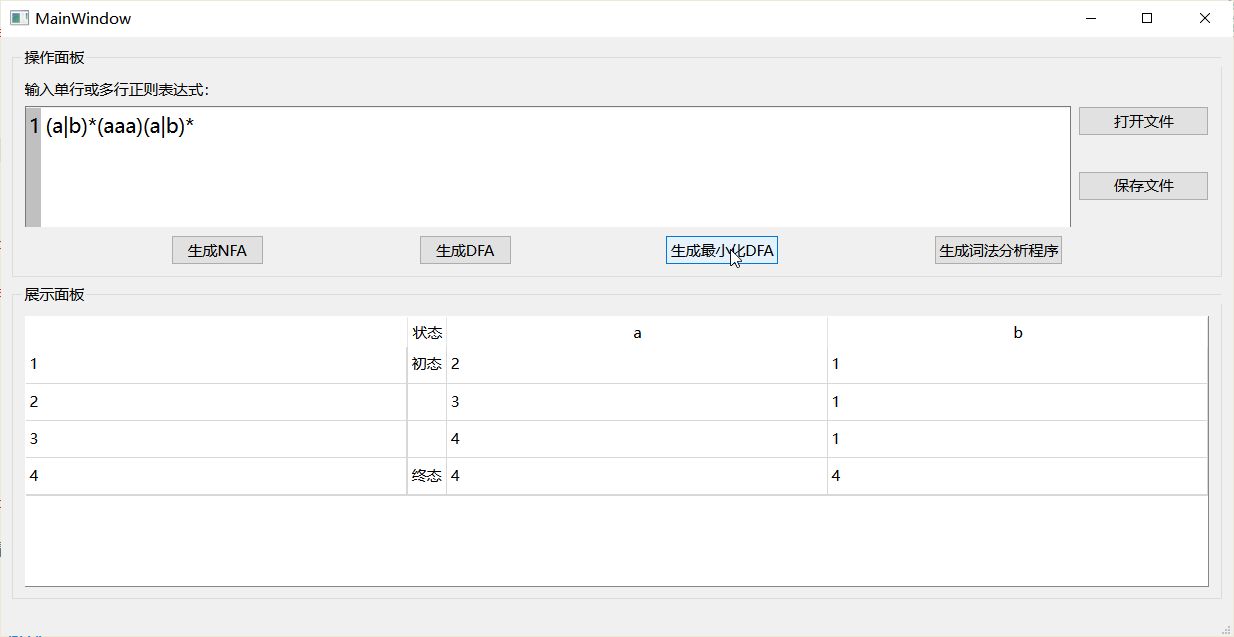 MainWindow
操作面板
输入单行或多行正则表达式:
1 (a|b)*(aaa)(a|b)*
打开文件
保存文件
生成NFA 生成DFA 生成最小化DFA 生成词法分析程序
展示面板
状态 a b
1 初态 2 1
2 3 1
3 4 1
4 终态 4 4